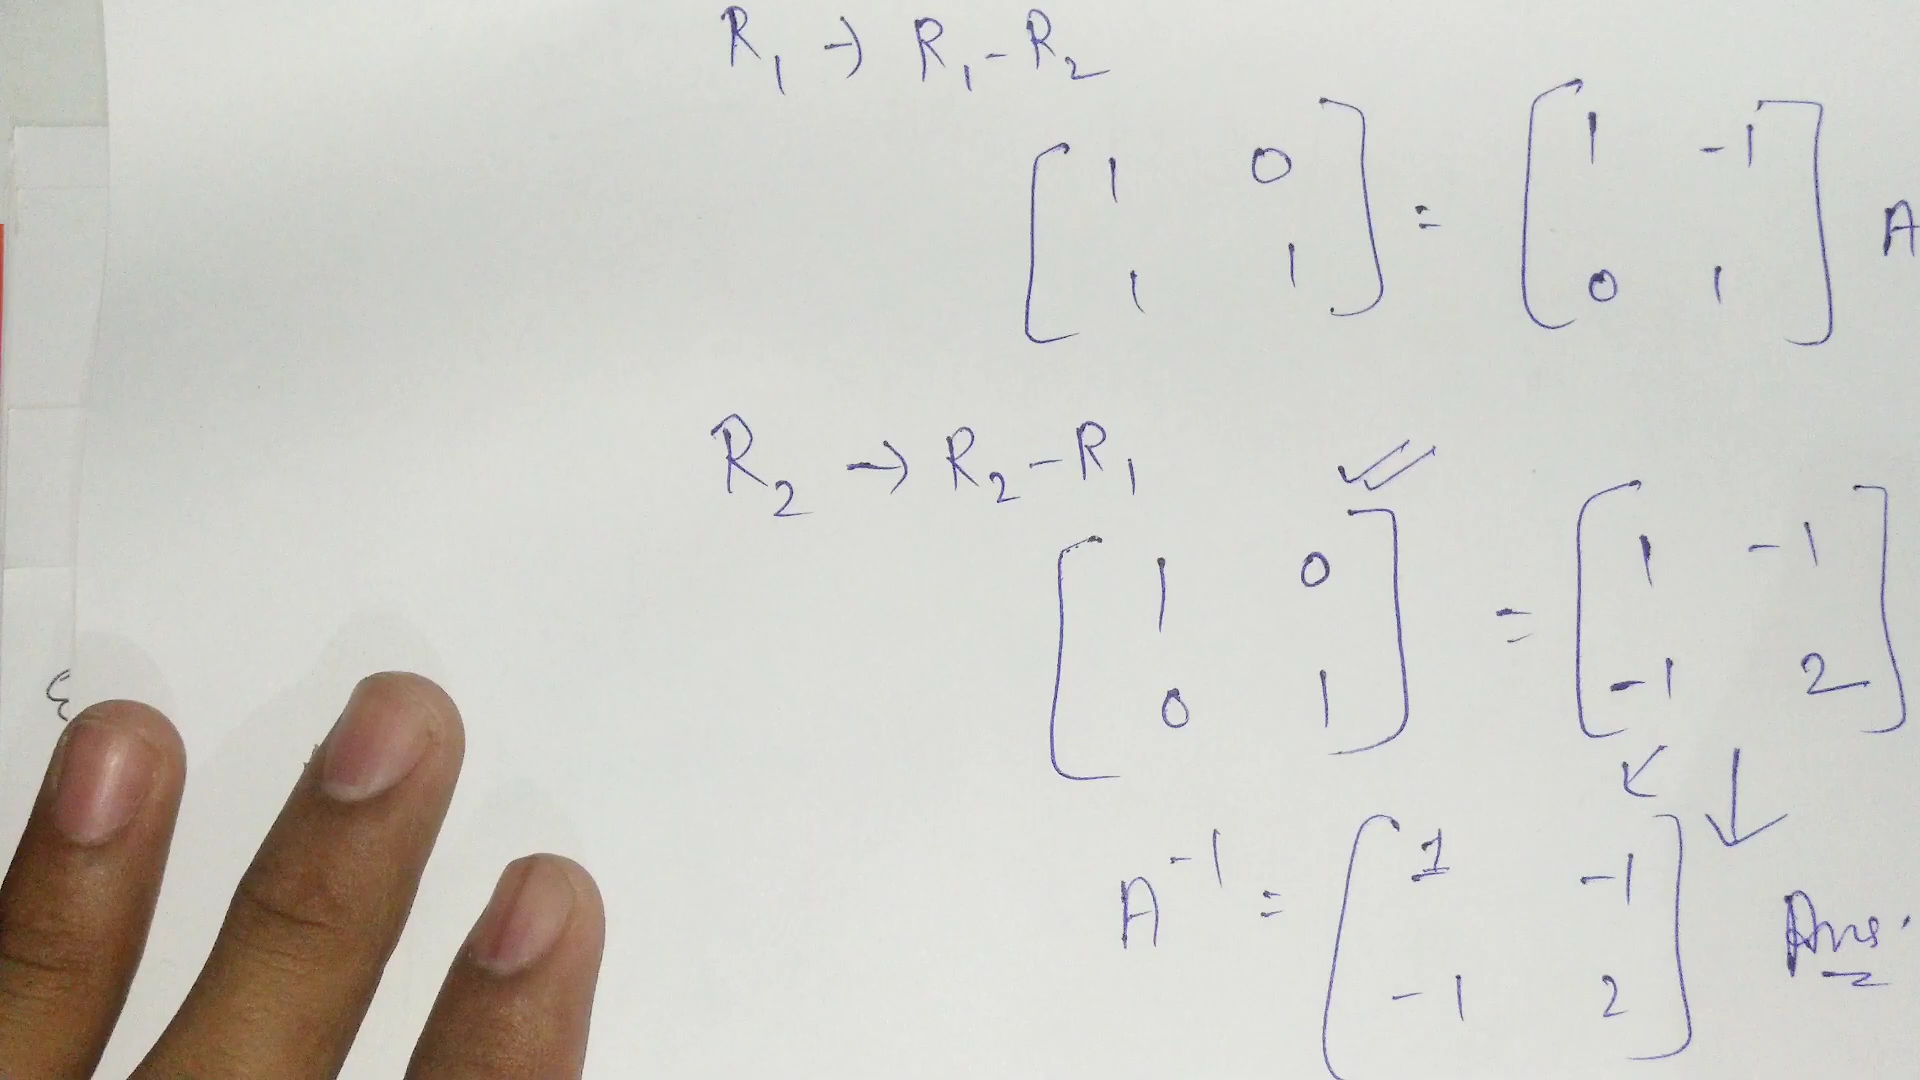 R₁ → R₁ - R₂
[1 0
1 1] = [1 -1
0 1] A
R₂ → R₂ - R₁
[1 0
0 1] = [1 -1
-1 2]
A⁻¹ = [1 -1
-1 2] Ans.